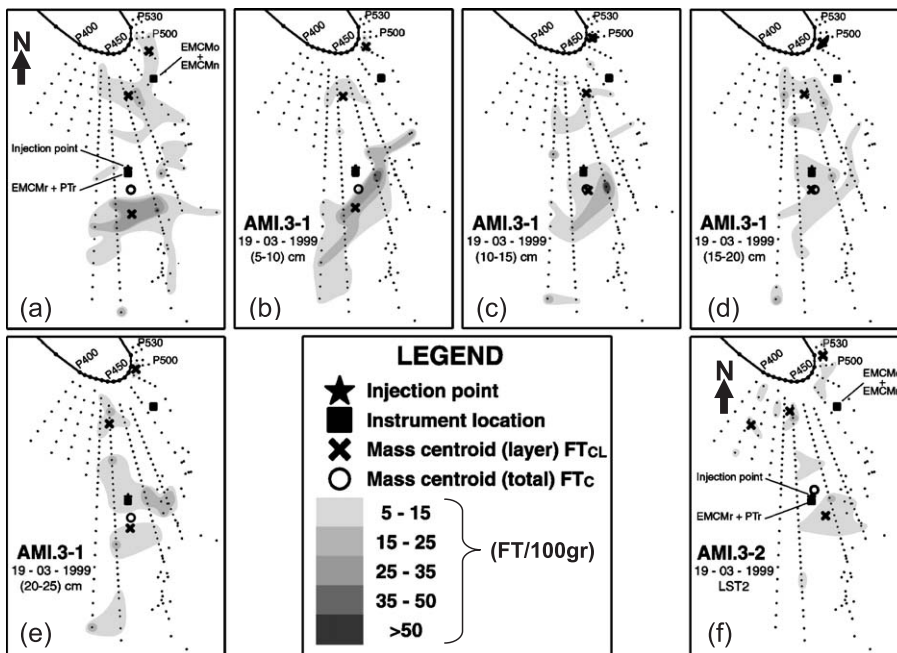 P530
P400
P450
P500
N
EMCMo
+
EMCMn
Injection point
EMCMr + PTr
(a)
P530
P400
P450
P500
AMI.3-1
19 - 03 - 1999
(5-10) cm
(b)
P530
P400
P450
P500
AMI.3-1
19 - 03 - 1999
(10-15) cm
(c)
P530
P400
P450
P500
AMI.3-1
19 - 03 - 1999
(15-20) cm
(d)
P530
P400
P450
P500
AMI.3-1
19 - 03 - 1999
(20-25) cm
(e)
LEGEND
Injection point
Instrument location
Mass centroid (layer) FTCL
Mass centroid (total) FTC
5 - 15
15 - 25
25 - 35
35 - 50
>50
(FT/100gr)
P530
P400
P450
P500
N
+
Injection point
EMCMr + PTr
AMI.3-2
19 - 03 - 1999
LST2
(f)